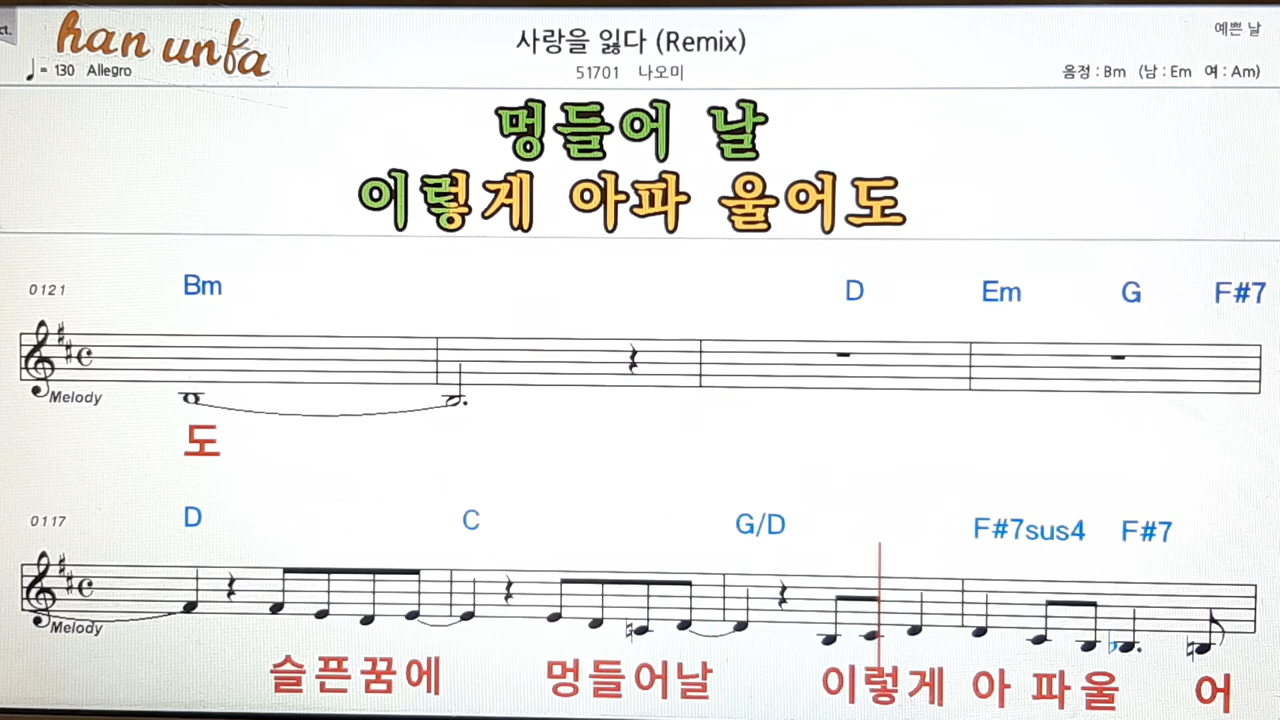 ct.
han unfa
사랑을 잃다 (Remix)
예쁜 날
♩= 130 Allegro
51701 나오미
음정 : Bm (남 : Em 여 : Am)
멍들어 날
이렇게 아파 울어도
0121 Bm D Em G F#7
Melody
도
0117 D C G/D F#7sus4 F#7
Melody
슬픈꿈에 멍들어날 이렇게 아 파울 어